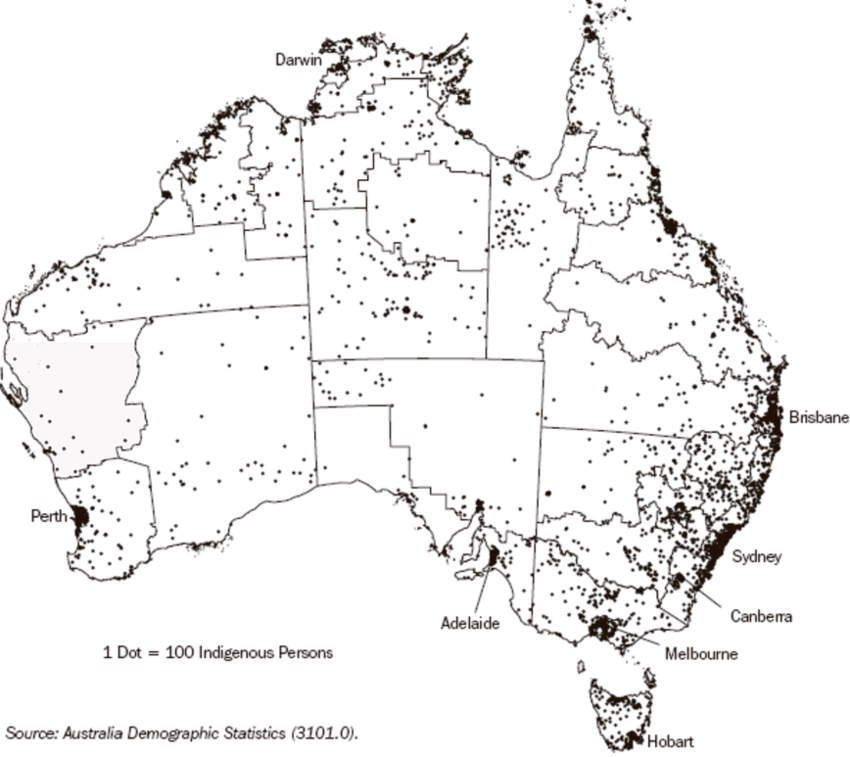 Darwin
Brisbane
Perth
Sydney
Adelaide
Canberra
Melbourne
1 Dot = 100 Indigenous Persons
Source: Australia Demographic Statistics (3101.0).
Hobart